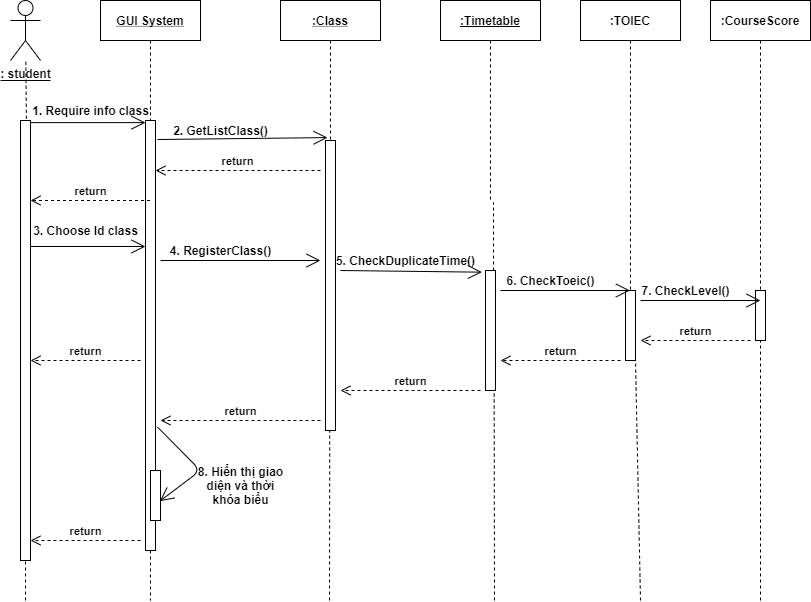 GUI System
:Class
:Timetable
:TOIEC
:CourseScore
: student
1. Require info class
2. GetListClass()
return
return
3. Choose Id class
4. RegisterClass()
5. CheckDuplicateTime()
6. CheckToeic()
7. CheckLevel()
return
return
return
return
return
8. Hiển thị giao
diện và thời
khóa biểu
return